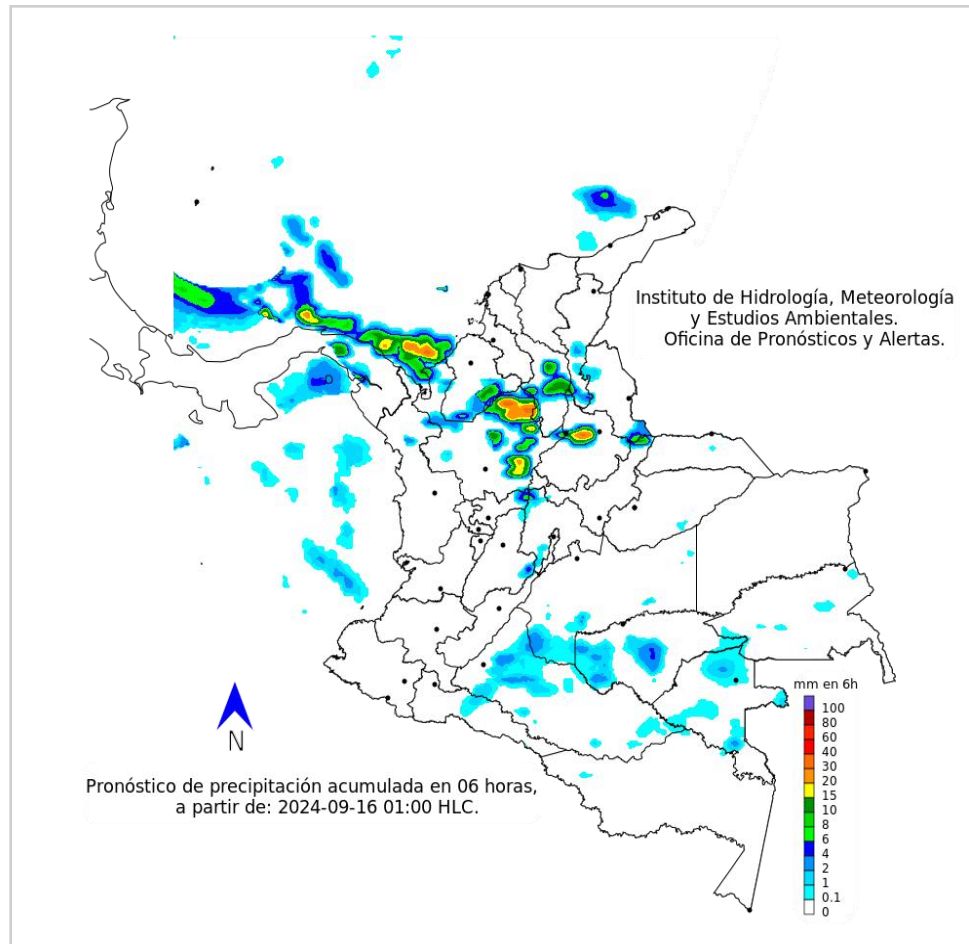 Instituto de Hidrología, Meteorología
y Estudios Ambientales.
Oficina de Pronósticos y Alertas.
mm en 6h
100
80
60
40
30
20
15
10
8
6
4
2
1
0.1
0
N
Pronóstico de precipitación acumulada en 06 horas,
a partir de: 2024-09-16 01:00 HLC.